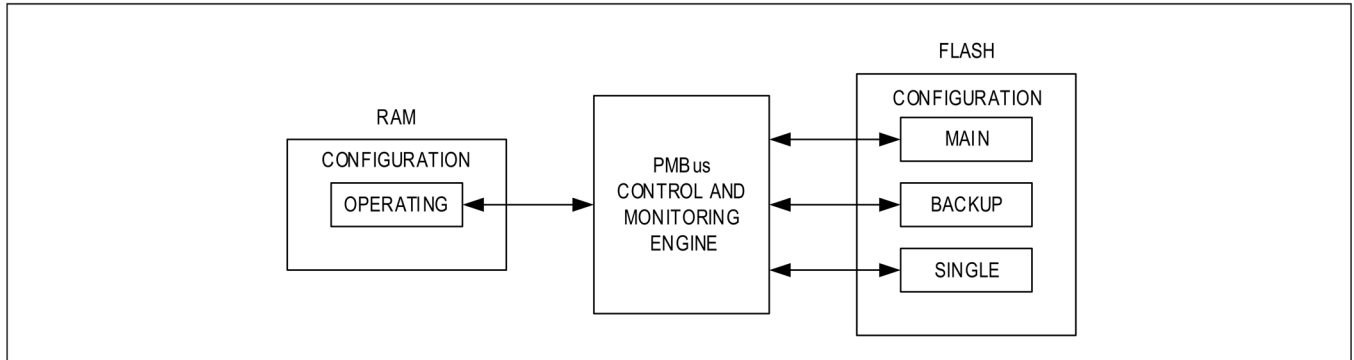 RAM
CONFIGURATION
OPERATING
PMBus
CONTROL AND
MONITORING
ENGINE
FLASH
CONFIGURATION
MAIN
BACKUP
SINGLE